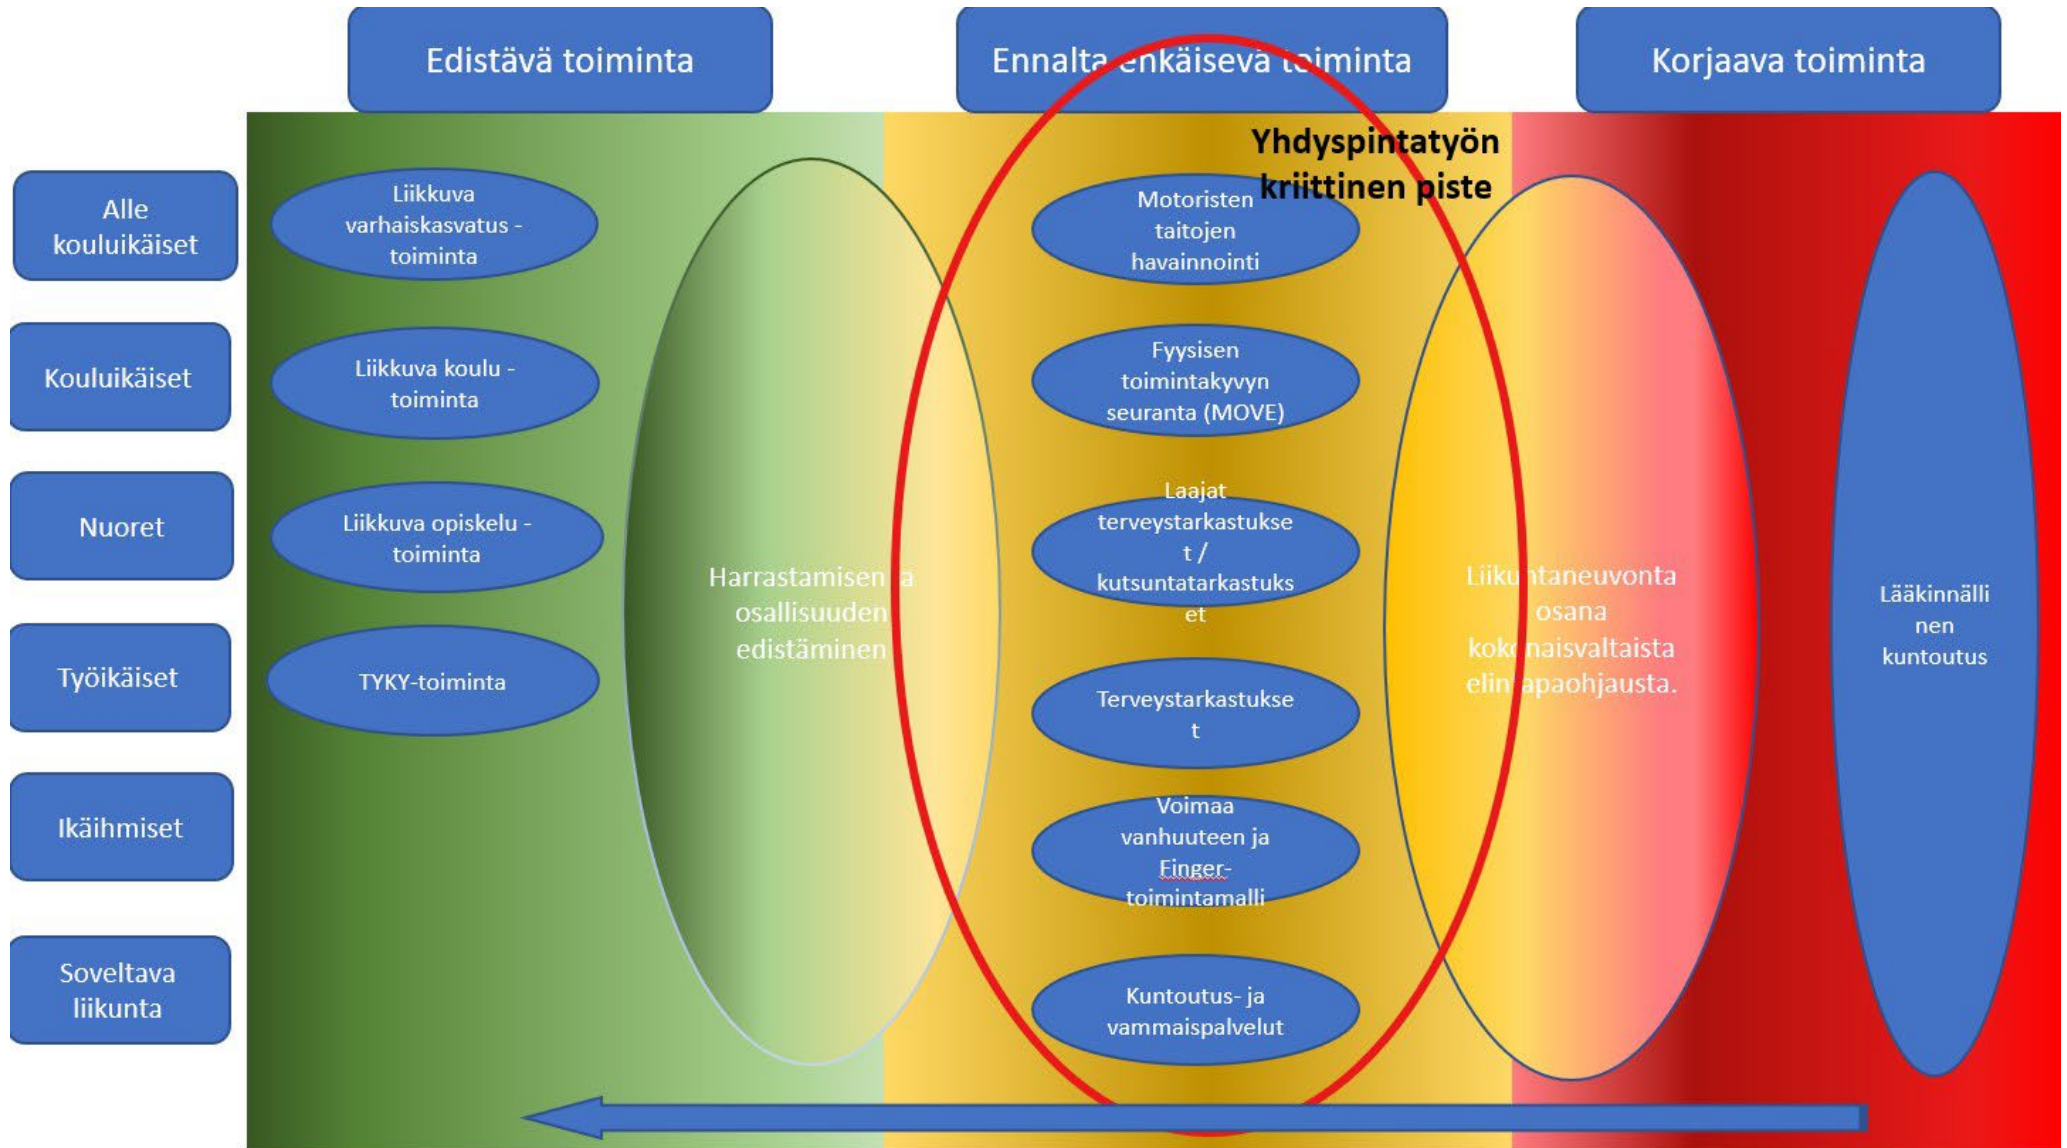 Edistävä toiminta
Ennalta enkäisevä toiminta
Korjaava toiminta
Yhdyspintatyön
kriittinen piste
Alle
kouluikäiset
Liikkuva
varhaiskasvatus -
toiminta
Motoristen
taitojen
havainnointi
Kouluikäiset
Liikkuva koulu -
toiminta
Fyysisen
toimintakyvyn
seuranta (MOVE)
Nuoret
Liikkuva opiskelu -
toiminta
Laajat
terveystarkastukse
t /
kutsuntatarkastuks
et
Harrastamisen ja
osallisuuden
edistäminen
Liikuntaneuvonta
osana
kokonaisvaltaista
elintapaohjausta.
Lääkinnälli
nen
kuntoutus
Työikäiset
TYKY-toiminta
Terveystarkastukse
t
Ikäihmiset
Voimaa
vanhuuteen ja
Finger-
toimintamalli
Soveltava
liikunta
Kuntoutus- ja
vammaispalvelut